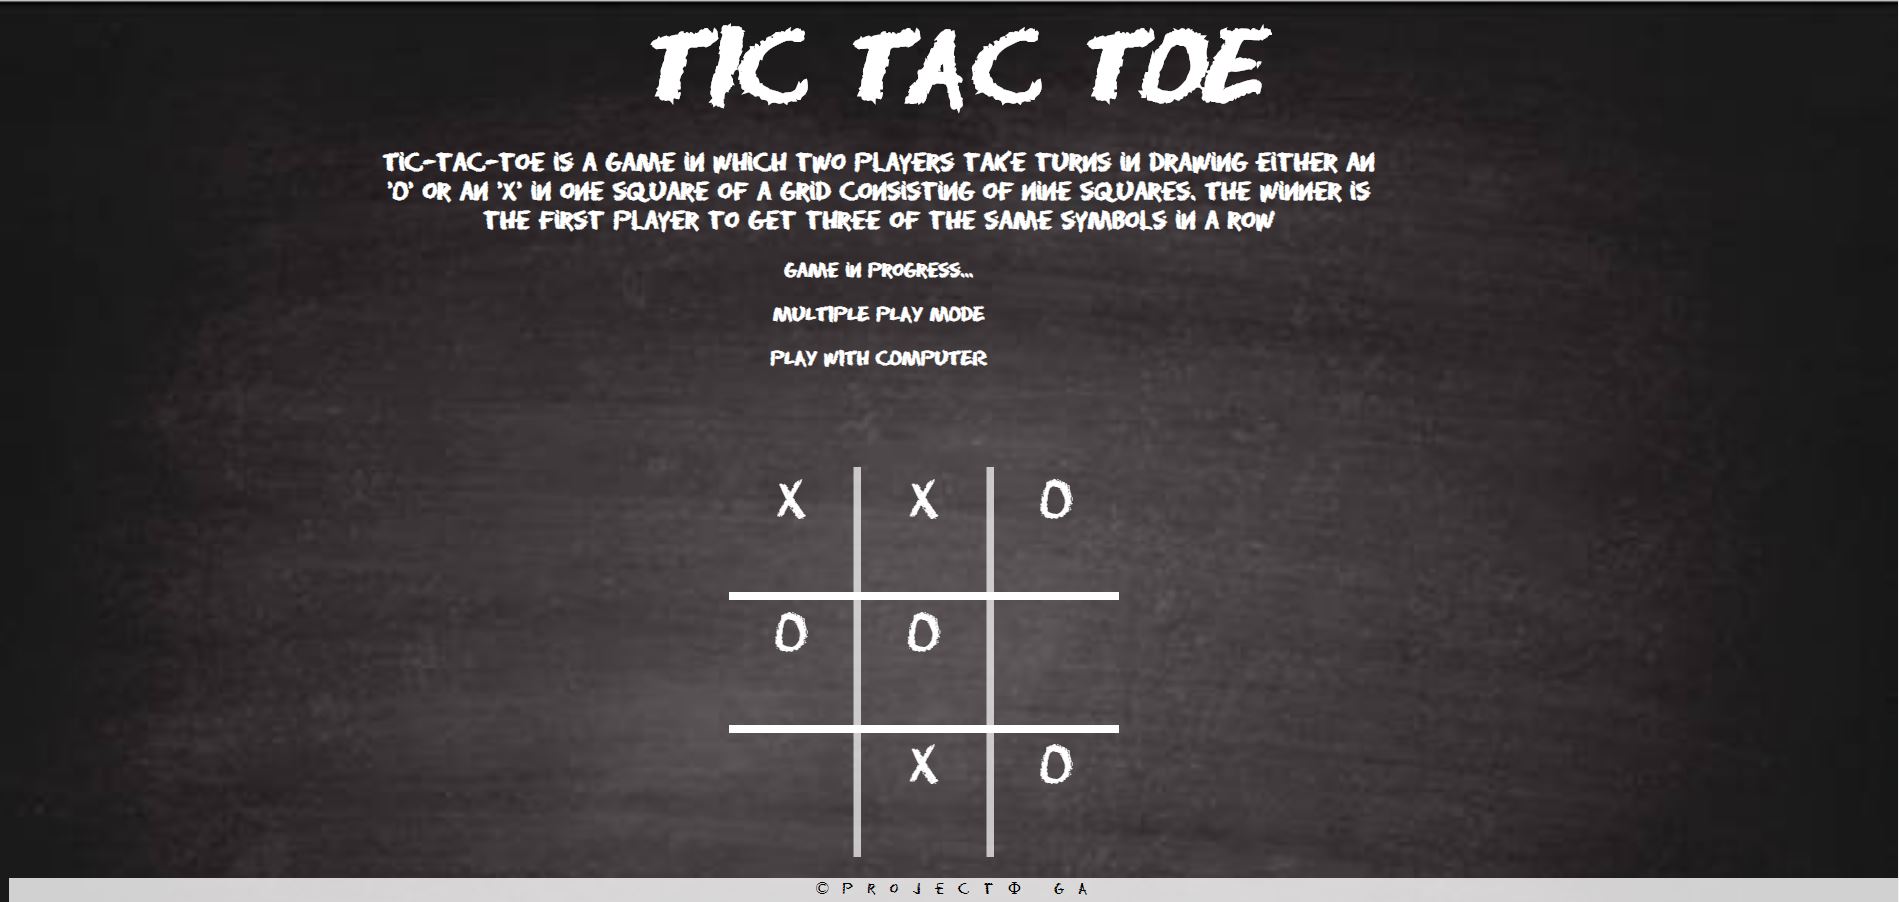 TIC TAC TOE
TIC-TAC-TOE IS A GAME IN WHICH TWO PLAYERS TAKE TURNS IN DRAWING EITHER AN
'O' OR AN 'X' IN ONE SQUARE OF A GRID CONSISTING OF NINE SQUARES. THE WINNER IS
THE FIRST PLAYER TO GET THREE OF THE SAME SYMBOLS IN A ROW
GAME IN PROGRESS...
MULTIPLE PLAY MODE
PLAY WITH COMPUTER
X X O
O O
X O
© PROJECTΦ GA